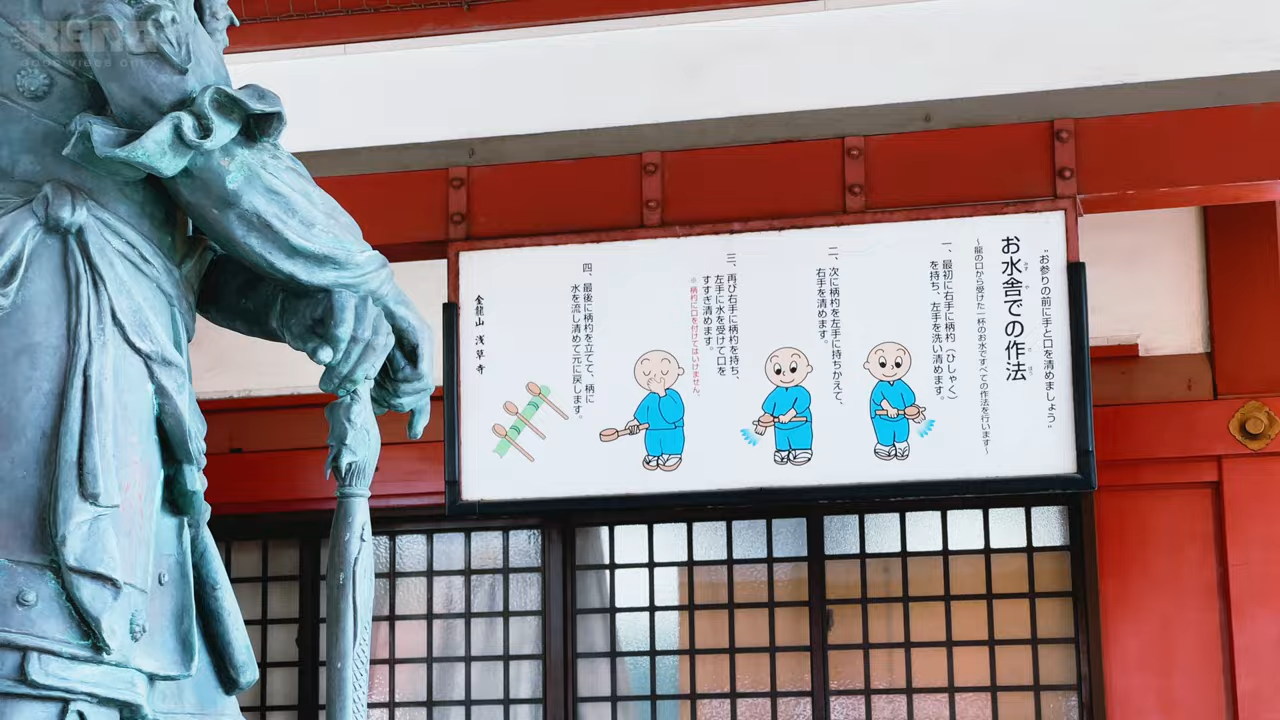 "お参りの前に手と口を清めましょう"
お水舎での作法
～龍の口から受けた一杯のお水ですべての作法を行います～
一、最初に右手に柄杓（ひしゃく）
を持ち、左手を洗い清めます。
二、次に柄杓を左手に持ちかえて、
右手を清めます。
三、再び右手に柄杓を持ち、
左手に水を受けて口を
すすぎ清めます。
※柄杓に口を付けてはいけません。
四、最後に柄杓を立てて、柄に
水を流し清めて元に戻します。
金龍山 浅草寺
good vibes only